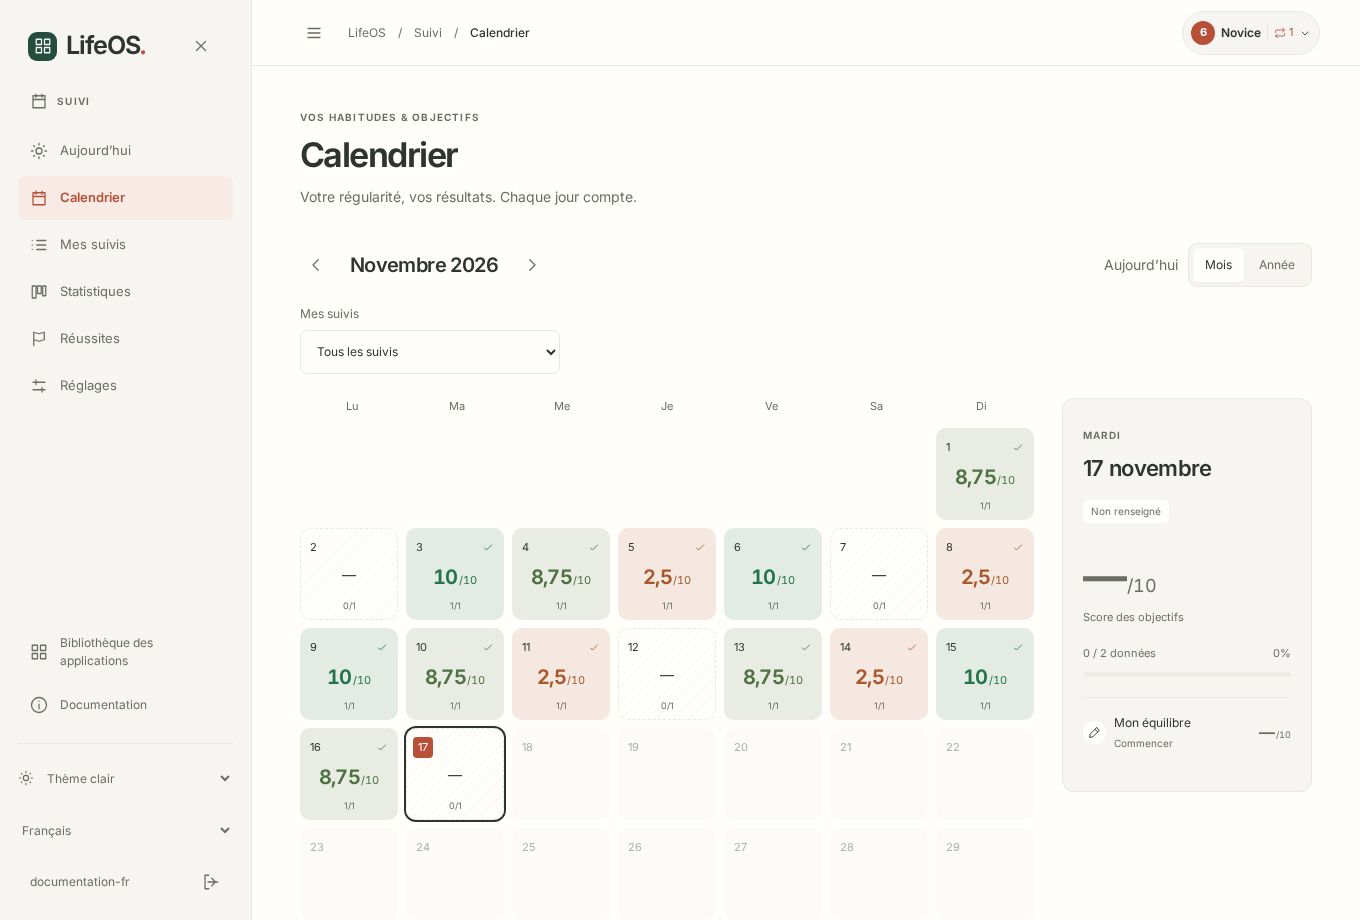 LifeOS.
SUIVI
Aujourd’hui
Calendrier
Mes suivis
Statistiques
Réussites
Réglages
Bibliothèque des
applications
Documentation
Thème clair
Français
documentation-fr
LifeOS / Suivi / Calendrier
6 Novice 1
VOS HABITUDES & OBJECTIFS
Calendrier
Votre régularité, vos résultats. Chaque jour compte.
Novembre 2026
Aujourd’hui Mois Année
Mes suivis
Tous les suivis
Lu Ma Me Je Ve Sa Di
1
8,75/10
1/1
2 3 4 5 6 7 8
— 10/10 8,75/10 2,5/10 10/10 — 2,5/10
0/1 1/1 1/1 1/1 1/1 0/1 1/1
9 10 11 12 13 14 15
10/10 8,75/10 2,5/10 — 8,75/10 2,5/10 10/10
1/1 1/1 1/1 0/1 1/1 1/1 1/1
16 17 18 19 20 21 22
8,75/10 —
1/1 0/1
23 24 25 26 27 28 29
MARDI
17 novembre
Non renseigné
—/10
Score des objectifs
0 / 2 données 0%
Mon équilibre
Commencer
—/10